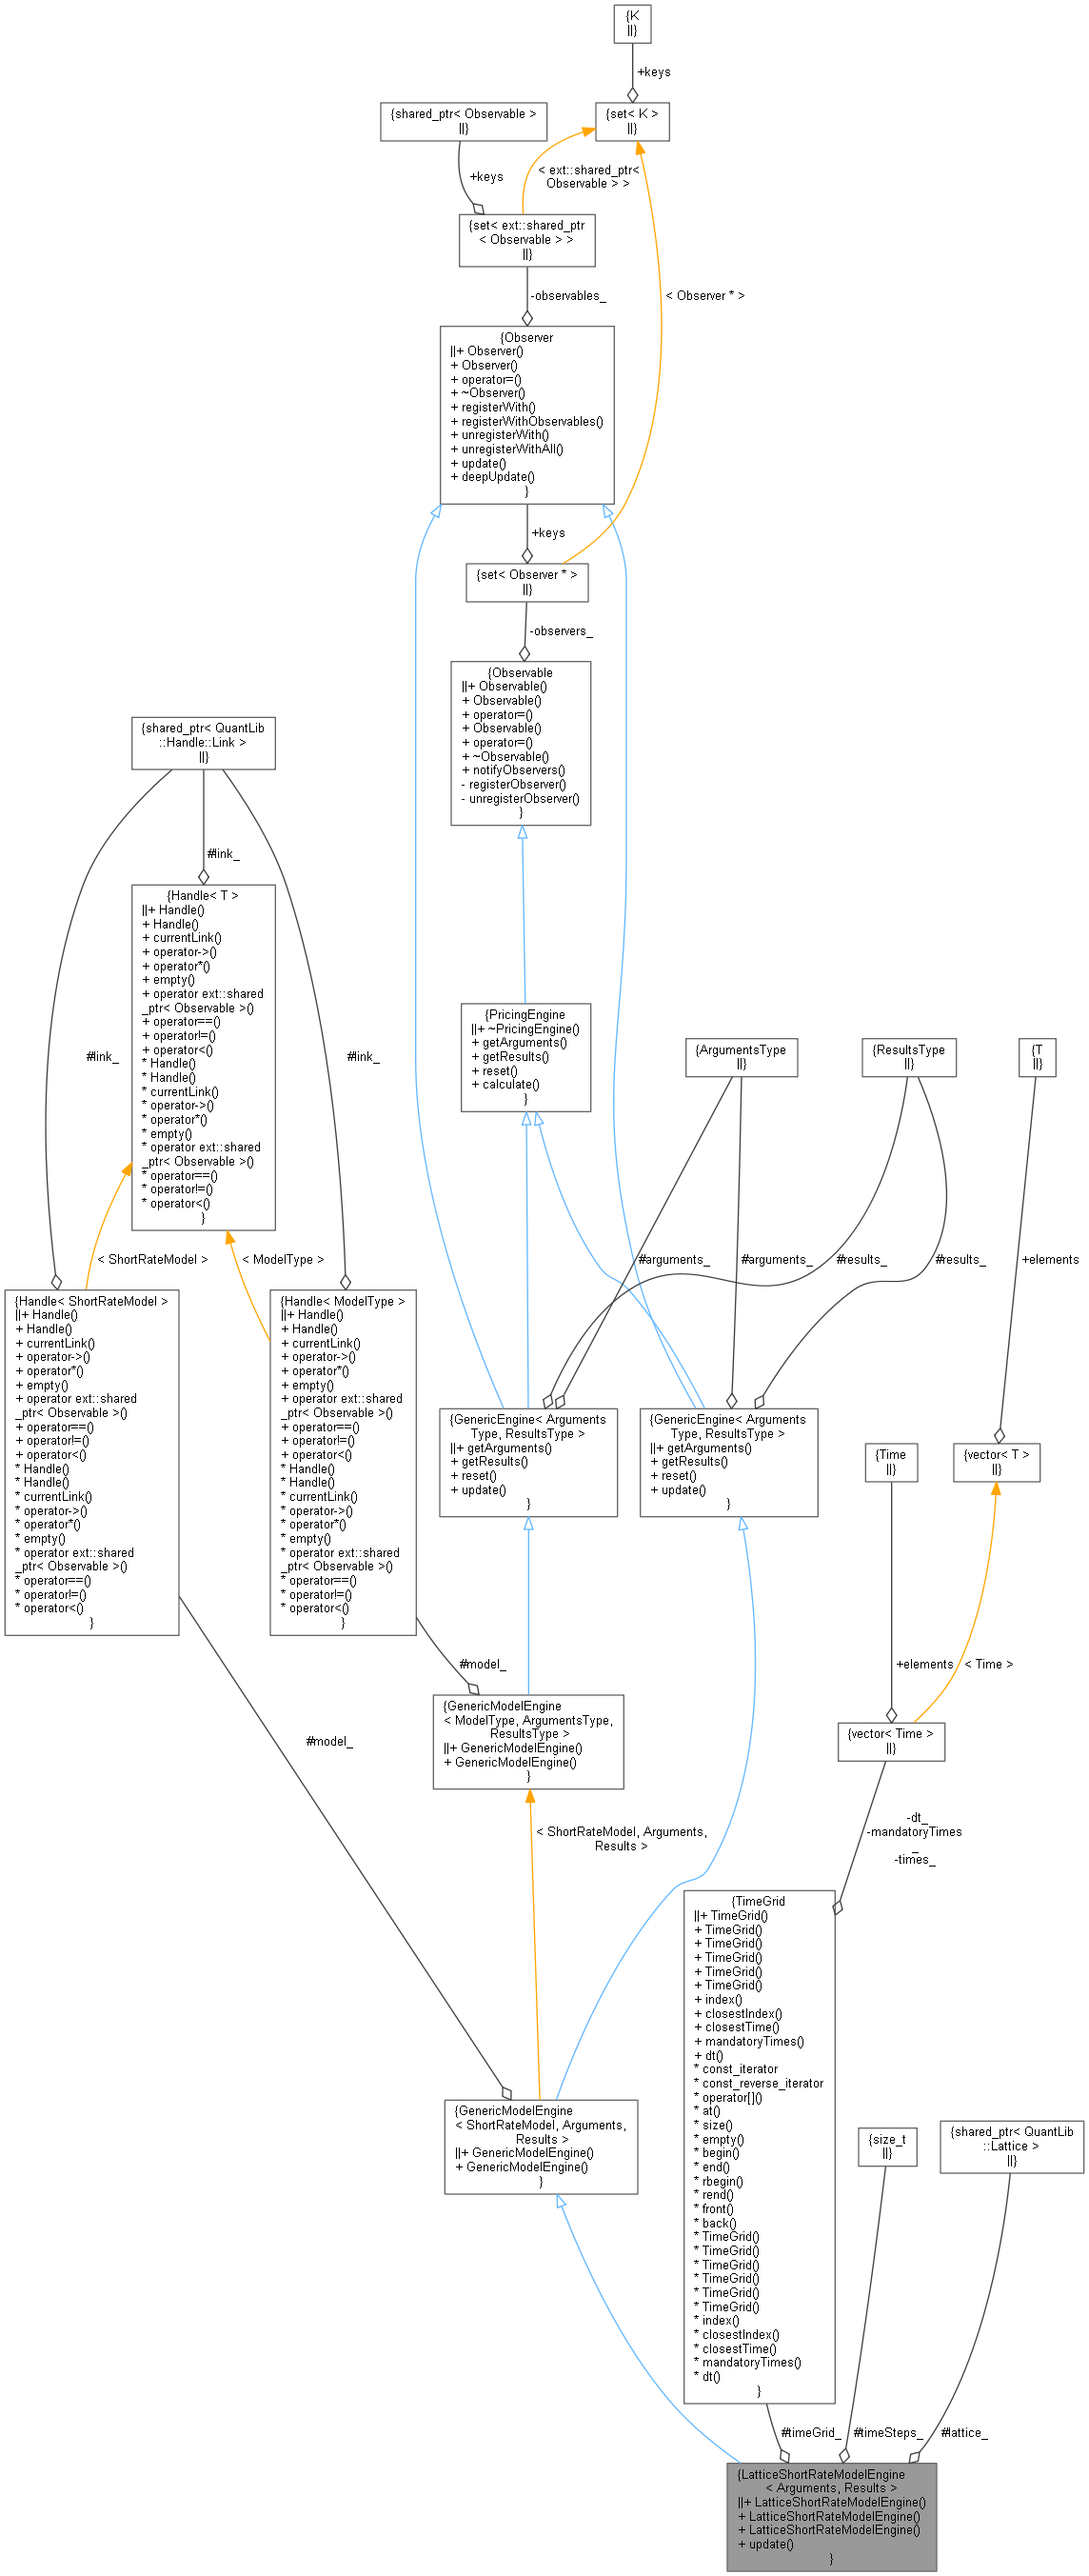 {K
||}
+keys
{shared_ptr< Observable >
||}
{set< K >
||}
+keys
< ext::shared_ptr<
Observable > >
{set< ext::shared_ptr
< Observable > >
||}
-observables_
< Observer * >
{Observer
||+ Observer()
+ Observer()
+ operator=()
+ ~Observer()
+ registerWith()
+ registerWithObservables()
+ unregisterWith()
+ unregisterWithAll()
+ update()
+ deepUpdate()
}
+keys
{set< Observer * >
||}
-observers_
{Observable
||+ Observable()
+ Observable()
+ operator=()
+ Observable()
+ operator=()
+ ~Observable()
+ notifyObservers()
- registerObserver()
- unregisterObserver()
}
{shared_ptr< QuantLib
::Handle::Link >
||}
#link_
{Handle< T >
||+ Handle()
+ Handle()
+ currentLink()
+ operator->()
+ operator*()
+ empty()
+ operator ext::shared
_ptr< Observable >()
+ operator==()
+ operator!=()
+ operator<()
* Handle()
* Handle()
* currentLink()
* operator->()
* operator*()
* empty()
* operator ext::shared
_ptr< Observable >()
* operator==()
* operator!=()
* operator<()
}
#link_
#link_
{PricingEngine
||+ ~PricingEngine()
+ getArguments()
+ getResults()
+ reset()
+ calculate()
}
{ArgumentsType
||}
{ResultsType
||}
{T
||}
< ShortRateModel >
< ModelType >
#arguments_
#arguments_
#results_
#results_
+elements
{Handle< ShortRateModel >
||+ Handle()
+ Handle()
+ currentLink()
+ operator->()
+ operator*()
+ empty()
+ operator ext::shared
_ptr< Observable >()
+ operator==()
+ operator!=()
+ operator<()
* Handle()
* Handle()
* currentLink()
* operator->()
* operator*()
* empty()
* operator ext::shared
_ptr< Observable >()
* operator==()
* operator!=()
* operator<()
}
{Handle< ModelType >
||+ Handle()
+ Handle()
+ currentLink()
+ operator->()
+ operator*()
+ empty()
+ operator ext::shared
_ptr< Observable >()
+ operator==()
+ operator!=()
+ operator<()
* Handle()
* Handle()
* currentLink()
* operator->()
* operator*()
* empty()
* operator ext::shared
_ptr< Observable >()
* operator==()
* operator!=()
* operator<()
}
{GenericEngine< Arguments
Type, ResultsType >
||+ getArguments()
+ getResults()
+ reset()
+ update()
}
{GenericEngine< Arguments
Type, ResultsType >
||+ getArguments()
+ getResults()
+ reset()
+ update()
}
{Time
||}
{vector< T >
||}
#model_
+elements
< Time >
{GenericModelEngine
< ModelType, ArgumentsType,
ResultsType >
||+ GenericModelEngine()
+ GenericModelEngine()
}
{vector< Time >
||}
#model_
< ShortRateModel, Arguments,
Results >
-dt_
-mandatoryTimes
_
-times_
{TimeGrid
||+ TimeGrid()
+ TimeGrid()
+ TimeGrid()
+ TimeGrid()
+ TimeGrid()
+ TimeGrid()
+ index()
+ closestIndex()
+ closestTime()
+ mandatoryTimes()
+ dt()
* const_iterator
* const_reverse_iterator
* operator[]()
* at()
* size()
* empty()
* begin()
* end()
* rbegin()
* rend()
* front()
* back()
* TimeGrid()
* TimeGrid()
* TimeGrid()
* TimeGrid()
* TimeGrid()
* TimeGrid()
* index()
* closestIndex()
* closestTime()
* mandatoryTimes()
* dt()
}
{GenericModelEngine
< ShortRateModel, Arguments,
Results >
||+ GenericModelEngine()
+ GenericModelEngine()
}
{size_t
||}
{shared_ptr< QuantLib
::Lattice >
||}
#timeGrid_
#timeSteps_
#lattice_
{LatticeShortRateModelEngine
< Arguments, Results >
||+ LatticeShortRateModelEngine()
+ LatticeShortRateModelEngine()
+ LatticeShortRateModelEngine()
+ update()
}